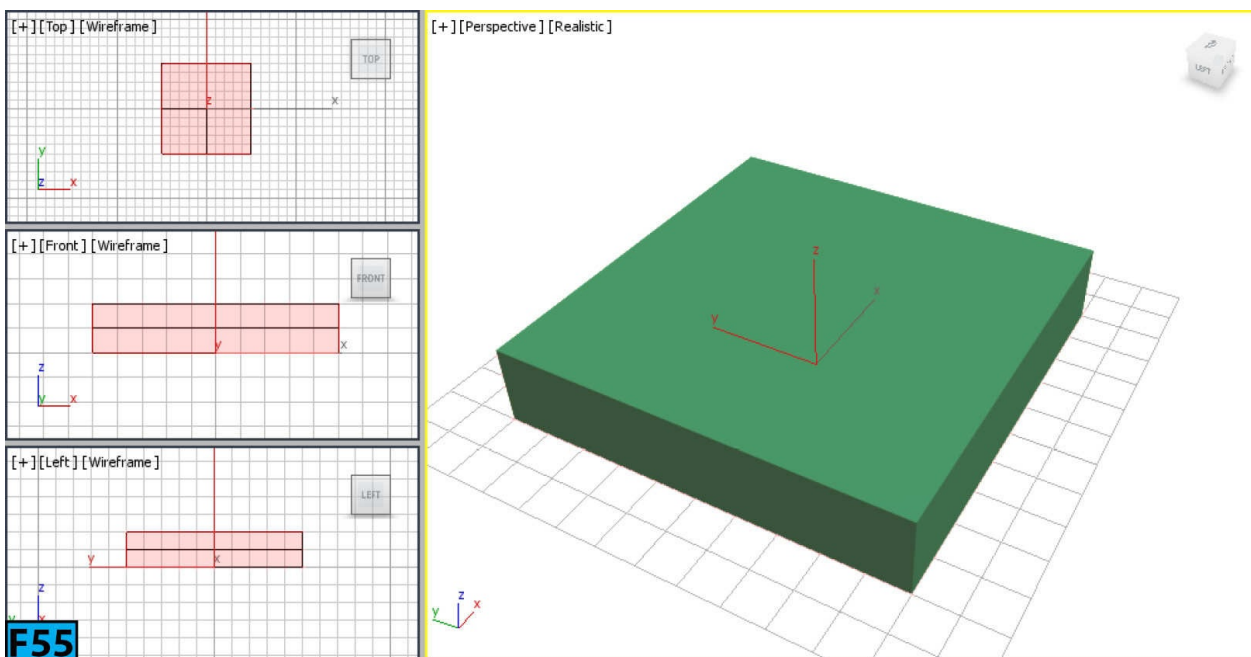 [+][Top][Wireframe]
TOP
z
x
y
z
x
[+][Front][Wireframe]
FRONT
y
x
z
y
x
[+][Left][Wireframe]
LEFT
y
x
z
y
x
F55
[+][Perspective][Realistic]
LEFT
z
x
y
z
x
y